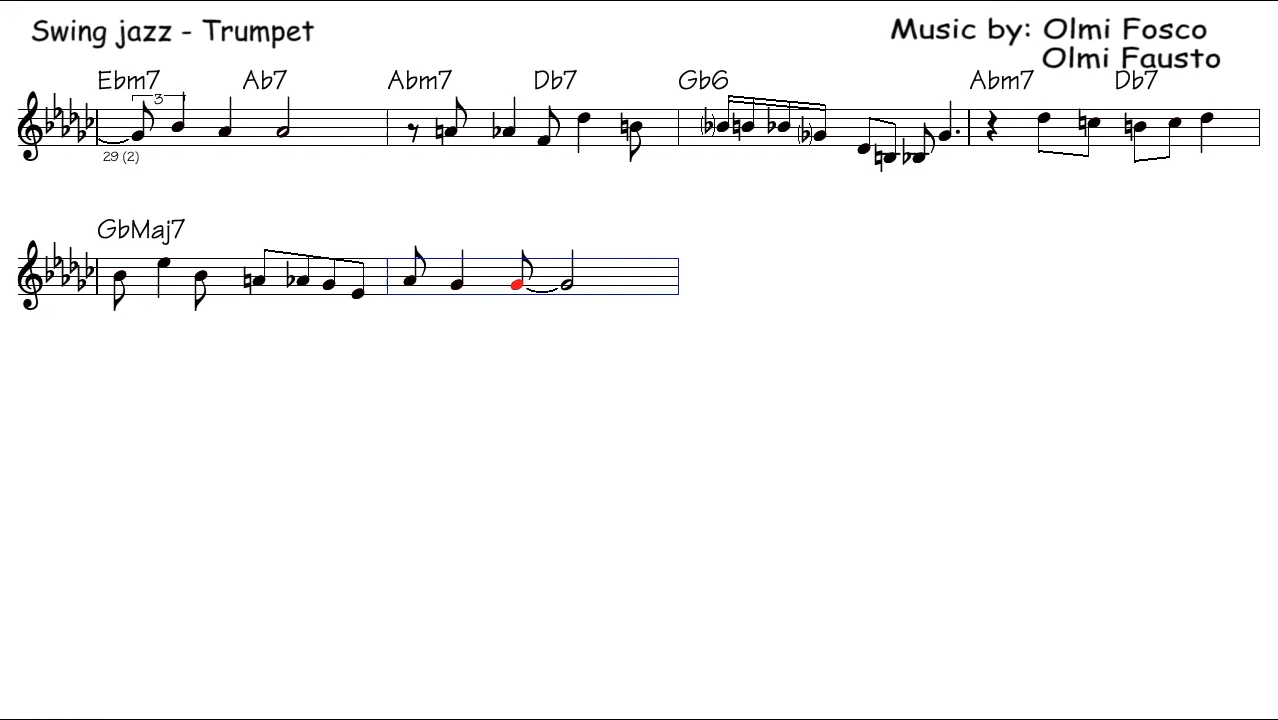 Swing jazz - Trumpet
Music by: Olmi Fosco
Olmi Fausto
Ebm7 Ab7 Abm7 Db7 Gb6 Abm7 Db7
3
29 (2)
GbMaj7